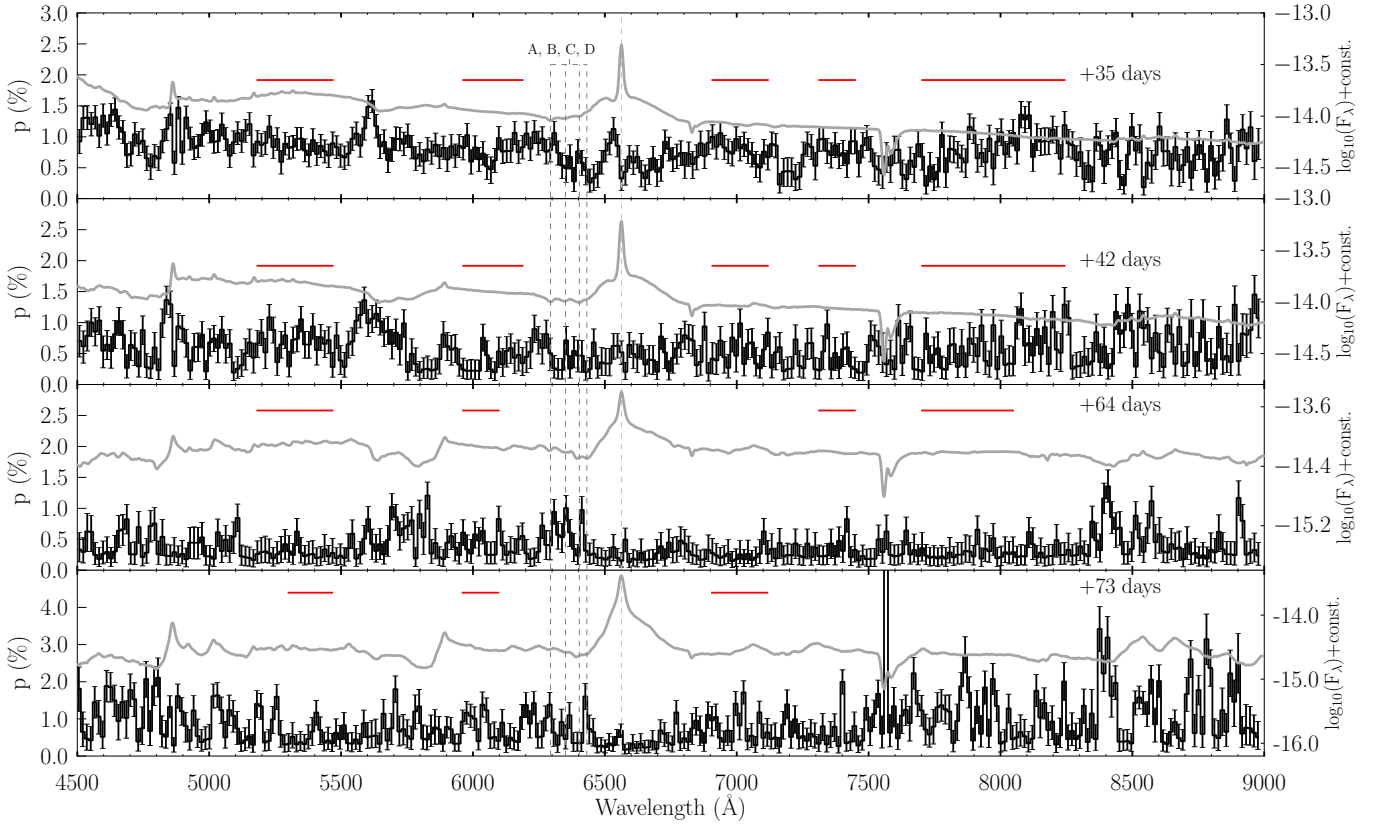 p (%)
3.0
2.5
2.0
1.5
1.0
0.5
0.0
A, B, C, D
+35 days
−13.0
−13.5
−14.0
−14.5
−13.0
log10(Fλ)+const.
p (%)
2.5
2.0
1.5
1.0
0.5
0.0
+42 days
−13.5
−14.0
−14.5
log10(Fλ)+const.
p (%)
2.5
2.0
1.5
1.0
0.5
0.0
+64 days
−13.6
−14.4
−15.2
log10(Fλ)+const.
p (%)
4.0
3.0
2.0
1.0
0.0
+73 days
-14.0
-15.0
-16.0
log10(Fλ)+const.
4500 5000 5500 6000 6500 7000 7500 8000 8500 9000
Wavelength (Å)